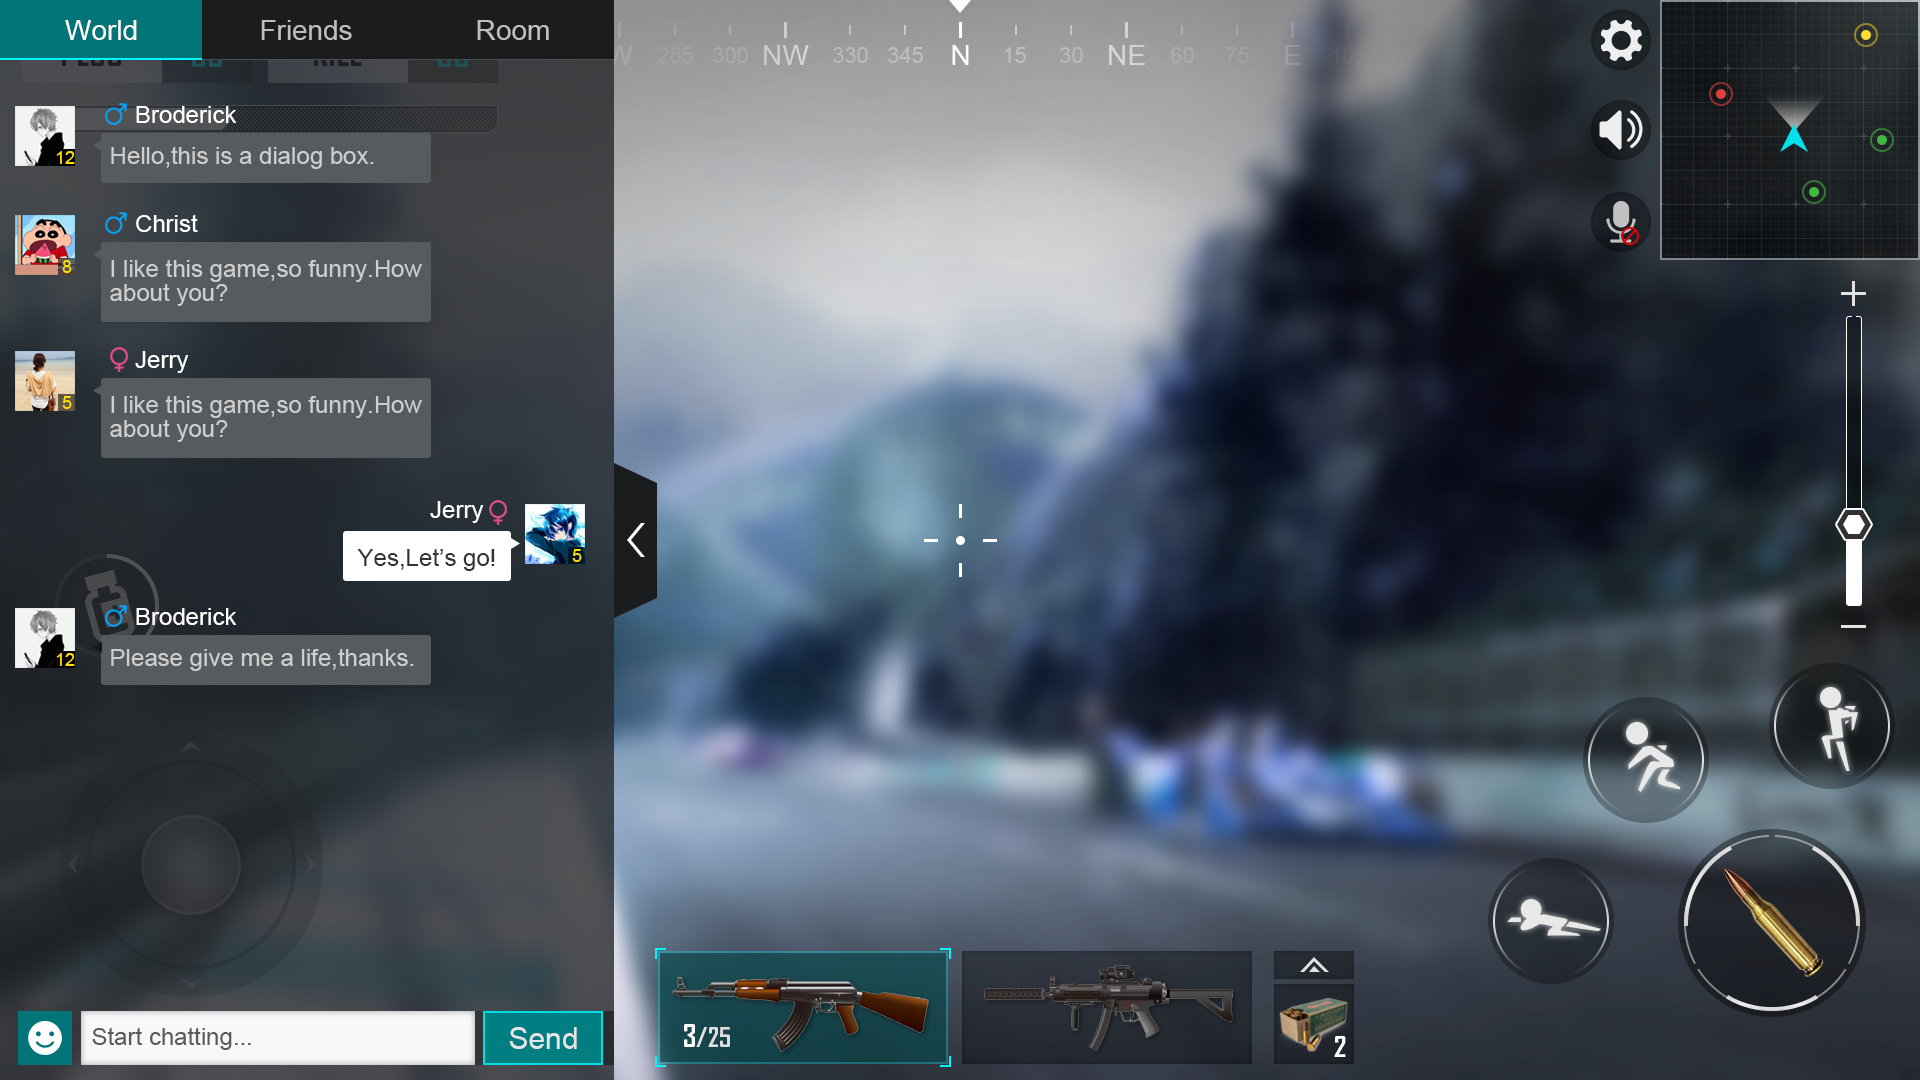 World
Friends
Room
Broderick
Hello,this is a dialog box.
12
Christ
I like this game,so funny.How
about you?
8
Jerry
I like this game,so funny.How
about you?
5
Jerry
Yes,Let's go!
5
Broderick
Please give me a life,thanks.
12
Start chatting...
Send
285 300 NW 330 345 N 15 30 NE 60 75 E 105
3/25
2